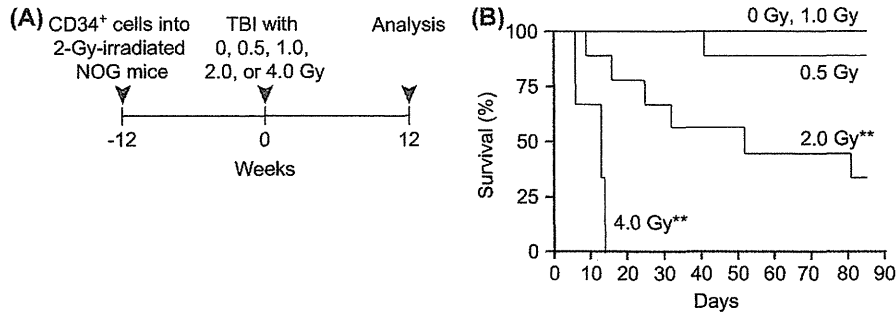 (A) CD34⁺ cells into
2-Gy-irradiated
NOG mice
TBI with
0, 0.5, 1.0,
2.0, or 4.0 Gy
Analysis
-12 0 12
Weeks
(B)
0 Gy, 1.0 Gy
0.5 Gy
2.0 Gy**
4.0 Gy**
Survival (%)
100
75
50
25
0
0 10 20 30 40 50 60 70 80 90
Days